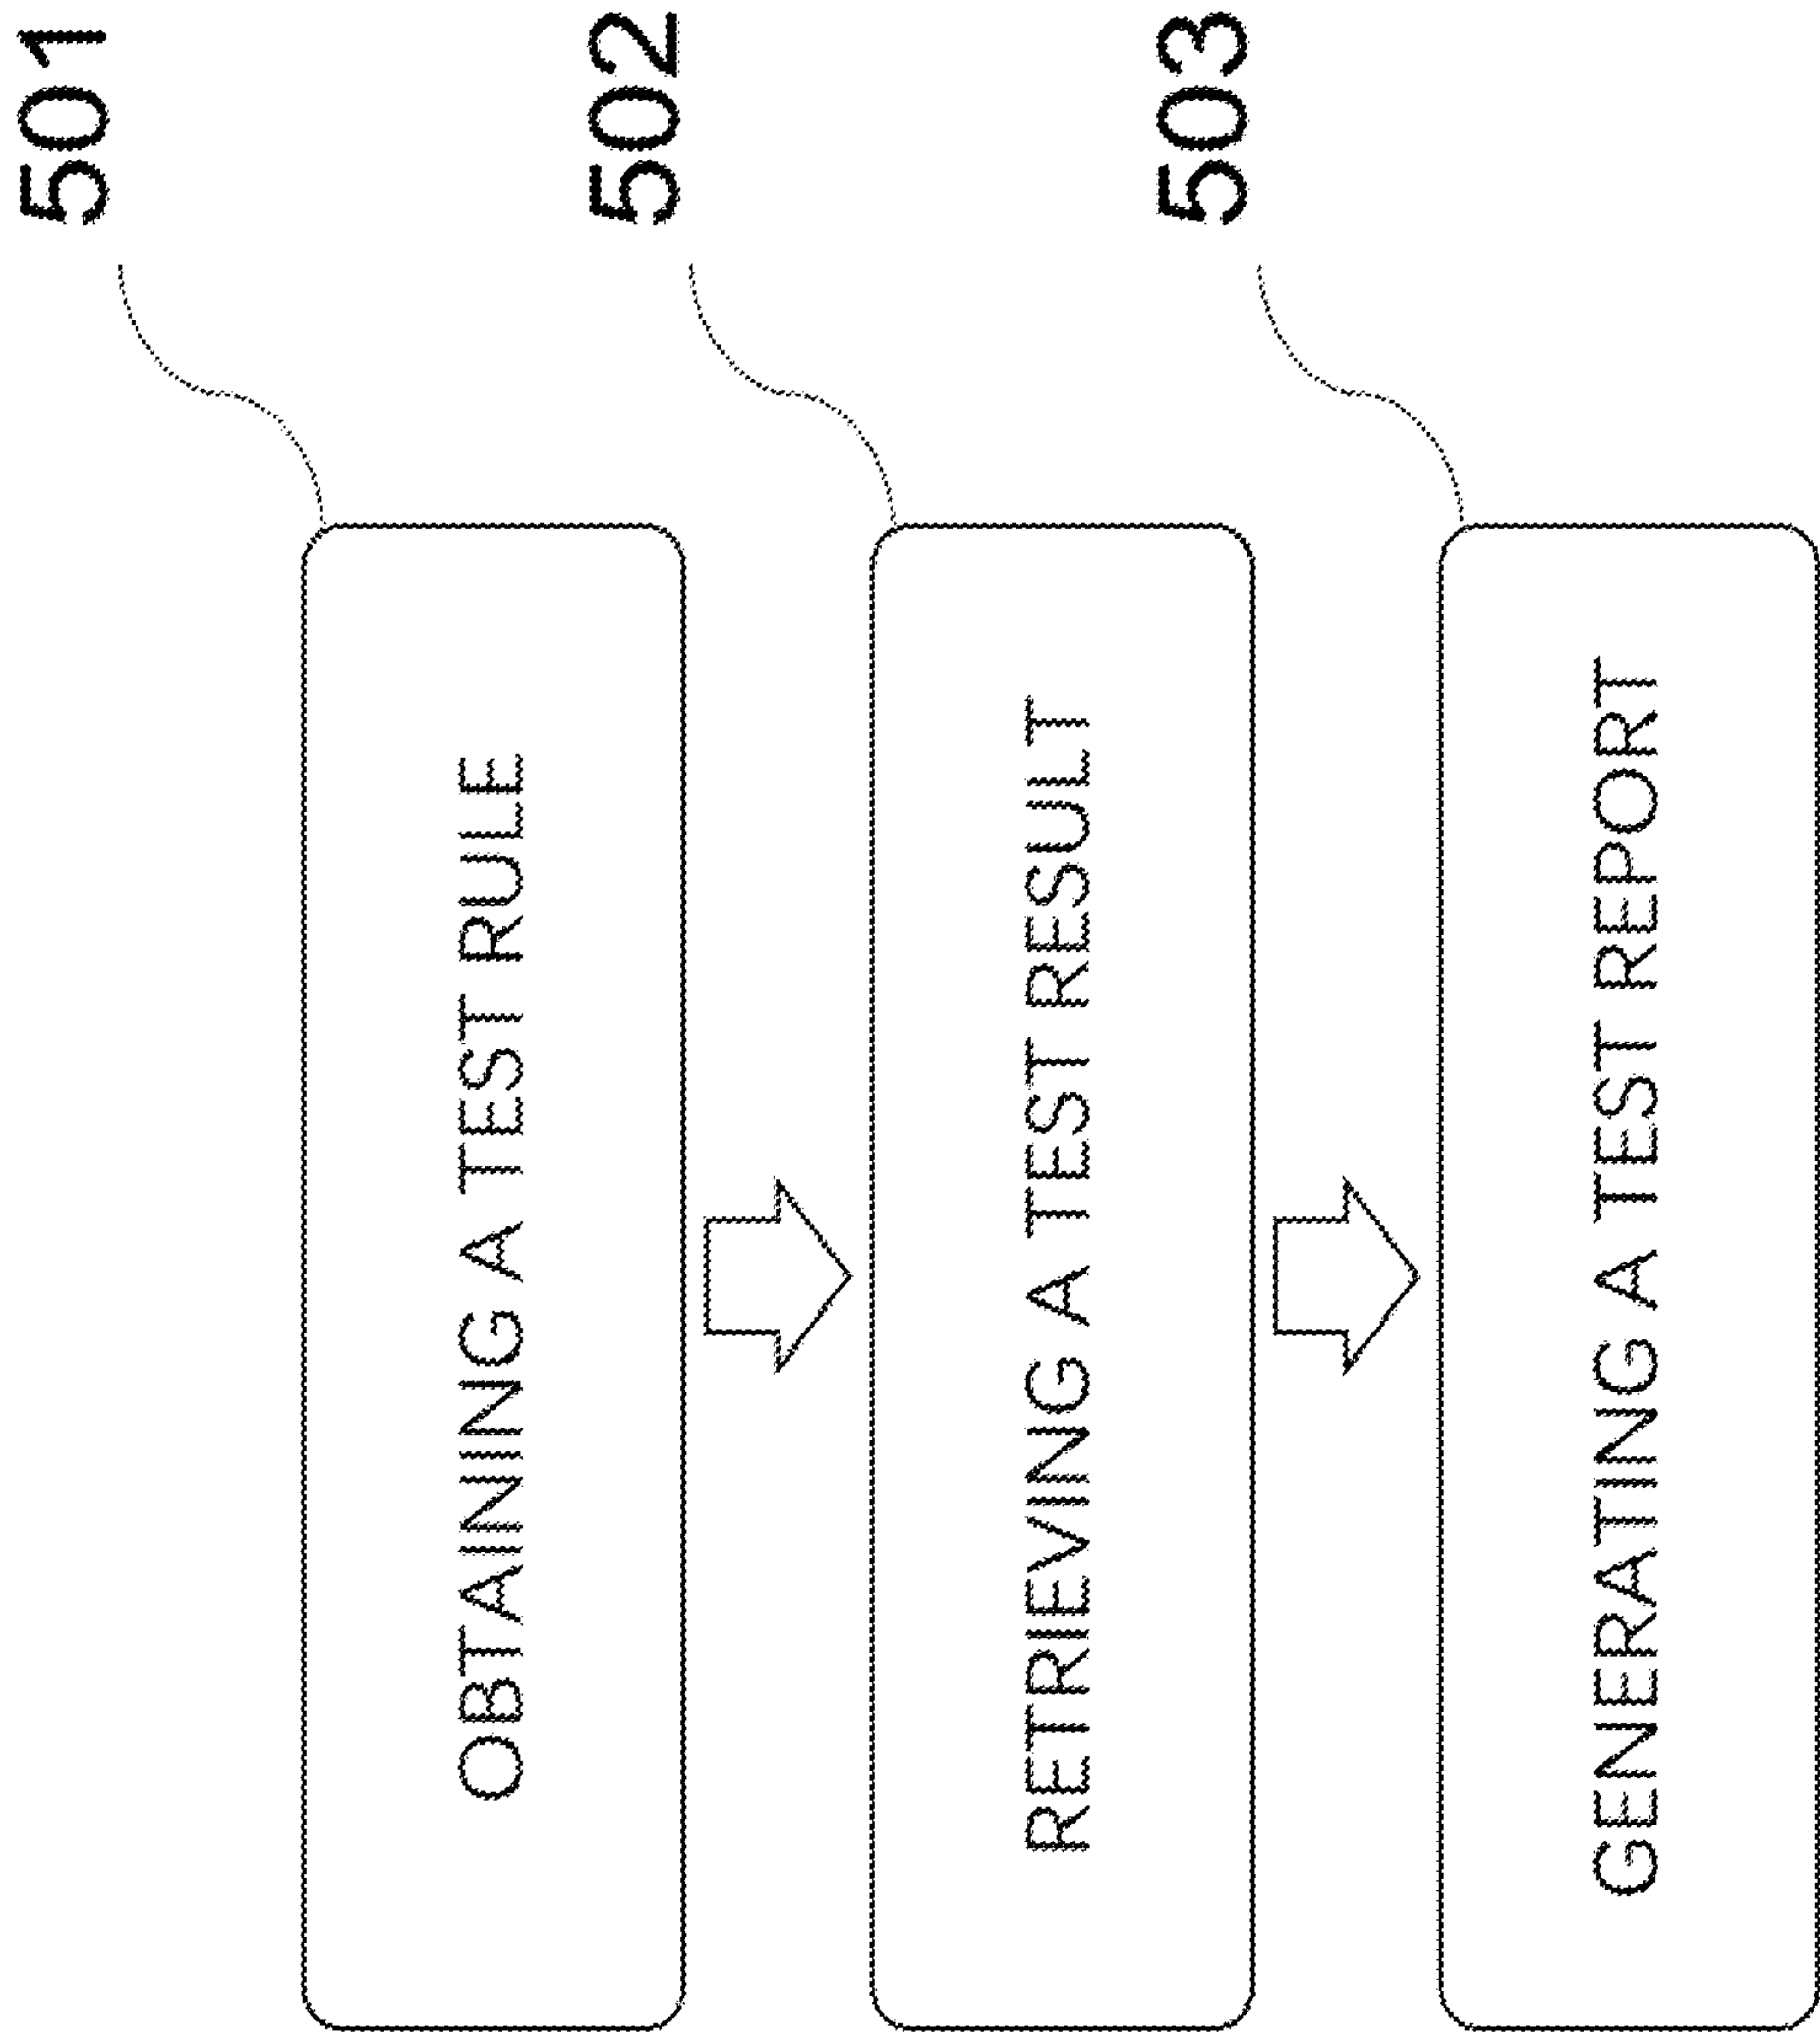 OBTAINING A TEST RULE
501
RETRIEVING A TEST RESULT
502
GENERATING A TEST REPORT
503